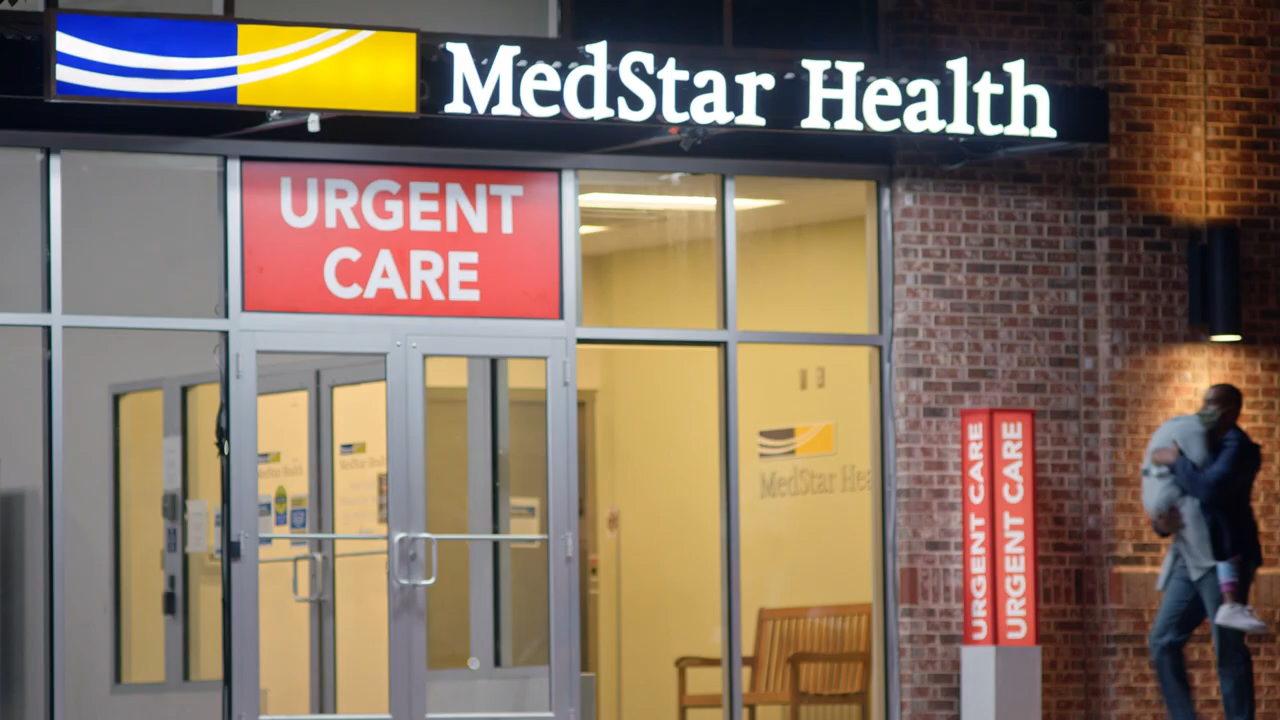 MedStar Health
URGENT
CARE
MedStar Hea
URGENT CARE
URGENT CARE